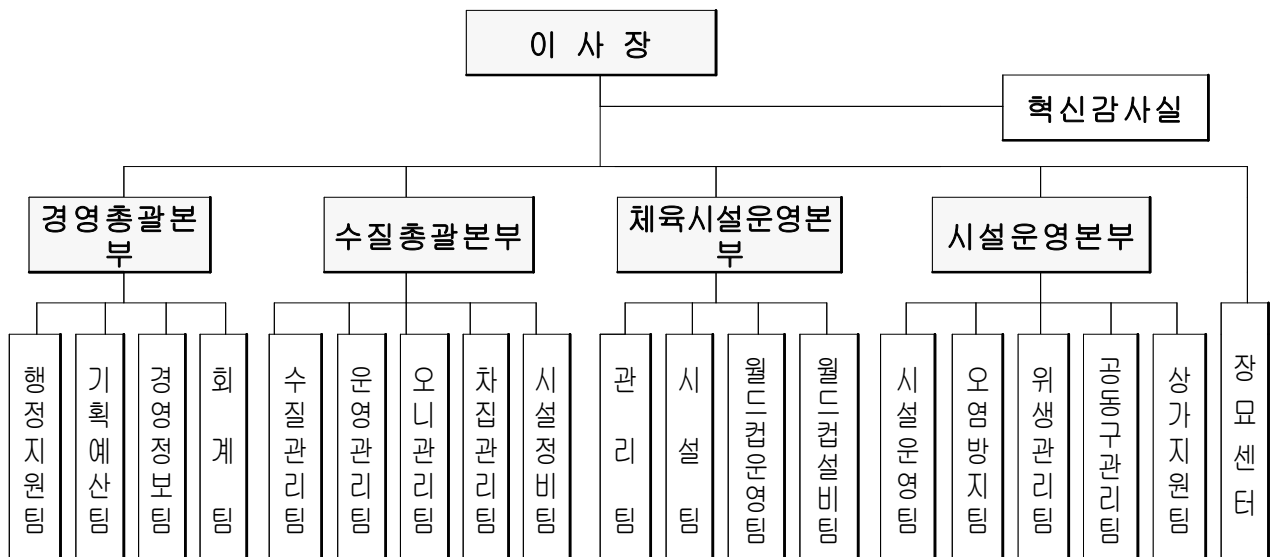 이 사 장
혁신감사실
경영총괄본
부
수질총괄본부
체육시설운영본
부
시설운영본부
행정지원팀
기획예산팀
경영정보팀
회계팀
수질관리팀
운영관리팀
오니관리팀
차집관리팀
시설정비팀
관리팀
시설팀
월드컵운영팀
월드컵설비팀
시설운영팀
오염방지팀
위생관리팀
공동구관리팀
상가지원팀
장묘센터